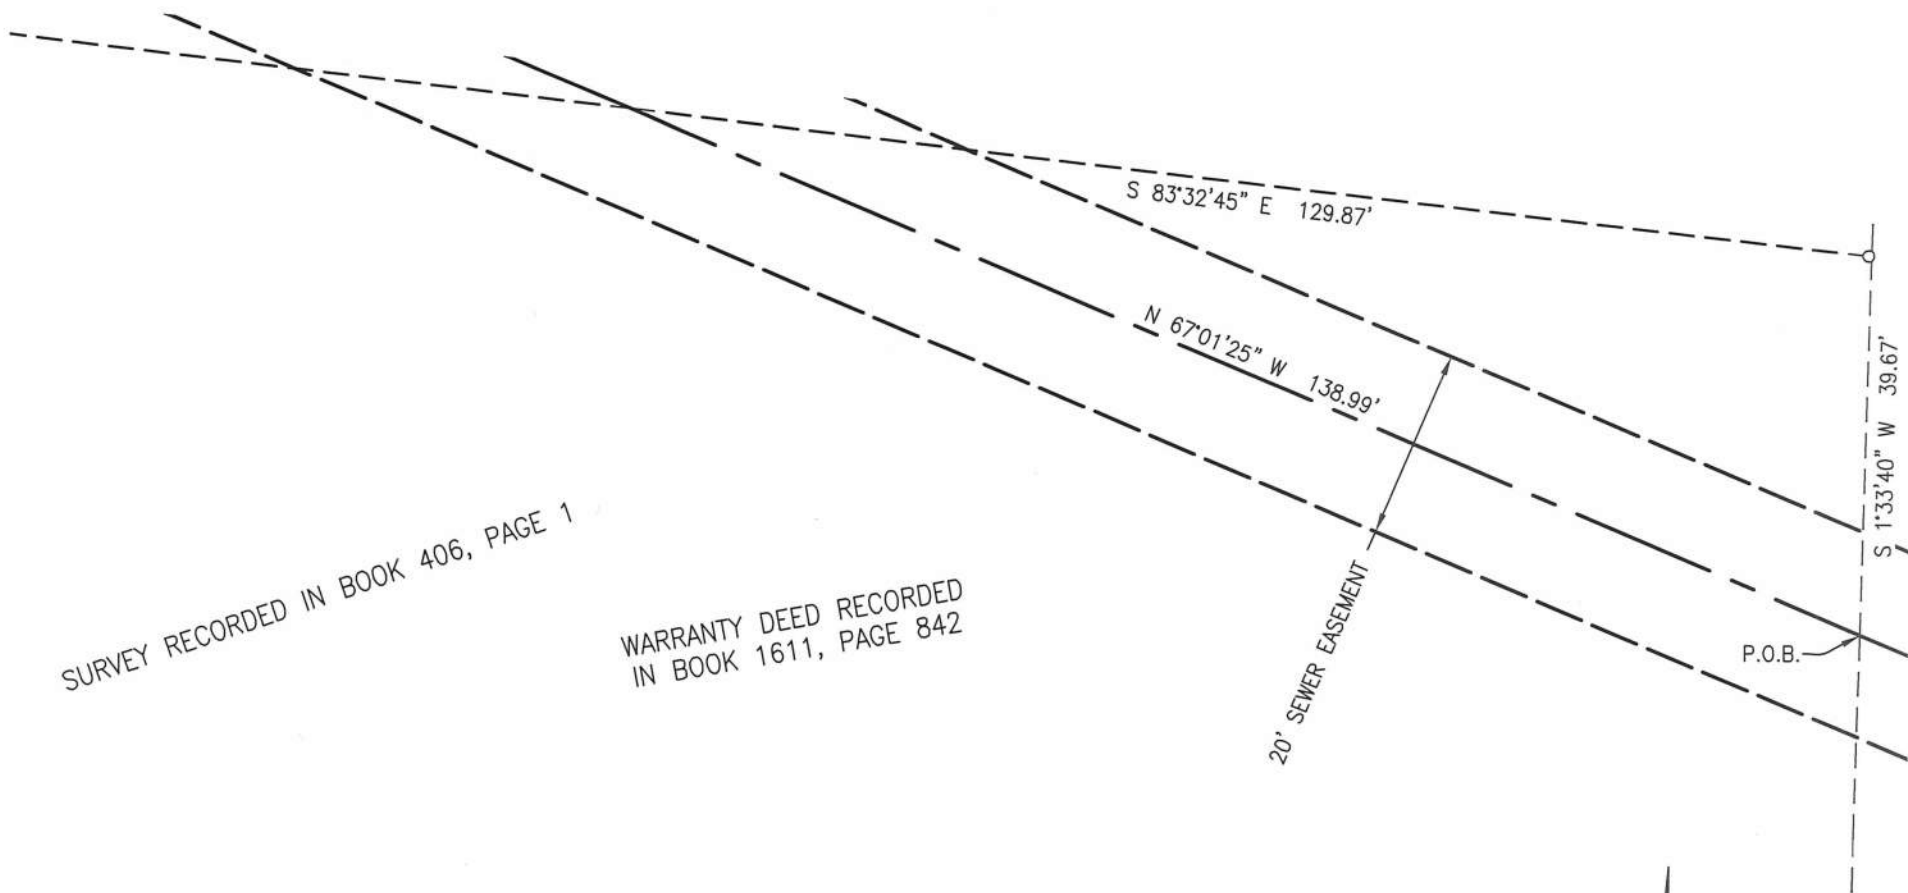 S 83°32'45" E 129.87'
N 67°01'25" W 138.99'
S 1°33'40" W 39.67'
SURVEY RECORDED IN BOOK 406, PAGE 1
WARRANTY DEED RECORDED
IN BOOK 1611, PAGE 842
20' SEWER EASEMENT
P.O.B.